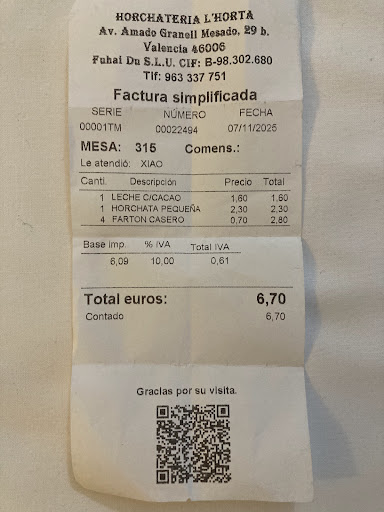 HORCHATERIA L'HORTA
Av. Amado Granell Mesado, 29 b.
Valencia 46006
Fuhai Du S.L.U. CIF: B-98.302.680
Tlf: 963 337 751
Factura simplificada
SERIE NÚMERO FECHA
00001TM 00022494 07/11/2025
MESA: 315 Comens.:
Le atendió: XIAO
Canti. Descripción Precio Total
1 LECHE C/CACAO 1,60 1,60
1 HORCHATA PEQUEÑA 2,30 2,30
4 FARTON CASERO 0,70 2,80
Base imp. % IVA Total IVA
6,09 10,00 0,61
Total euros: 6,70
Contado 6,70
Gracias por su visita.